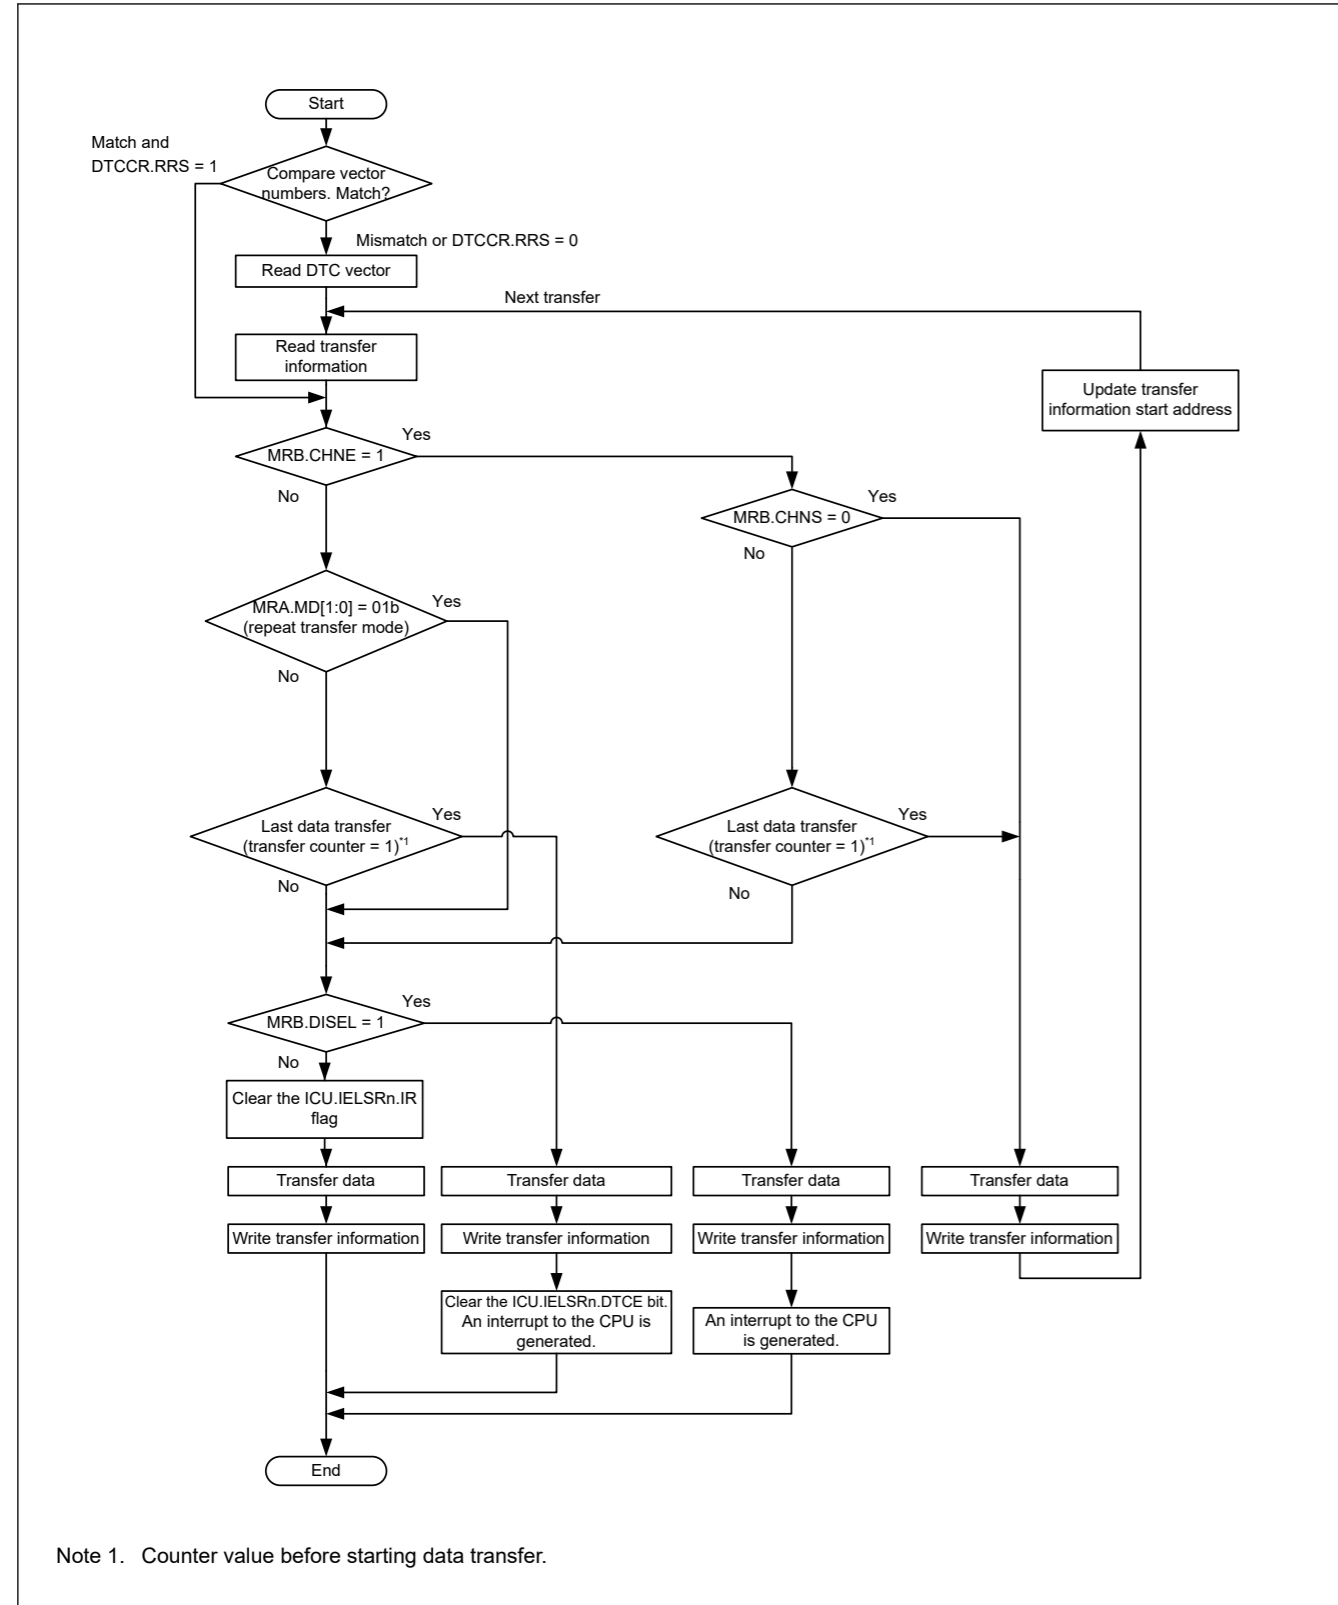 Start
Match and
DTCCR.RRS = 1
Compare vector
numbers. Match?
Mismatch or DTCCR.RRS = 0
Read DTC vector
Next transfer
Read transfer
information
Update transfer
information start address
Yes
MRB.CHNE = 1
No
Yes
MRB.CHNS = 0
No
MRA.MD[1:0] = 01b
(repeat transfer mode)
Yes
No
Last data transfer
(transfer counter = 1)*1
Yes
No
Last data transfer
(transfer counter = 1)*1
Yes
No
MRB.DISEL = 1
Yes
No
Clear the ICU.IELSRn.IR
flag
Transfer data
Transfer data
Transfer data
Transfer data
Write transfer information
Write transfer information
Write transfer information
Write transfer information
Clear the ICU.IELSRn.DTCE bit.
An interrupt to the CPU is
generated.
An interrupt to the CPU
is generated.
End
Note 1. Counter value before starting data transfer.